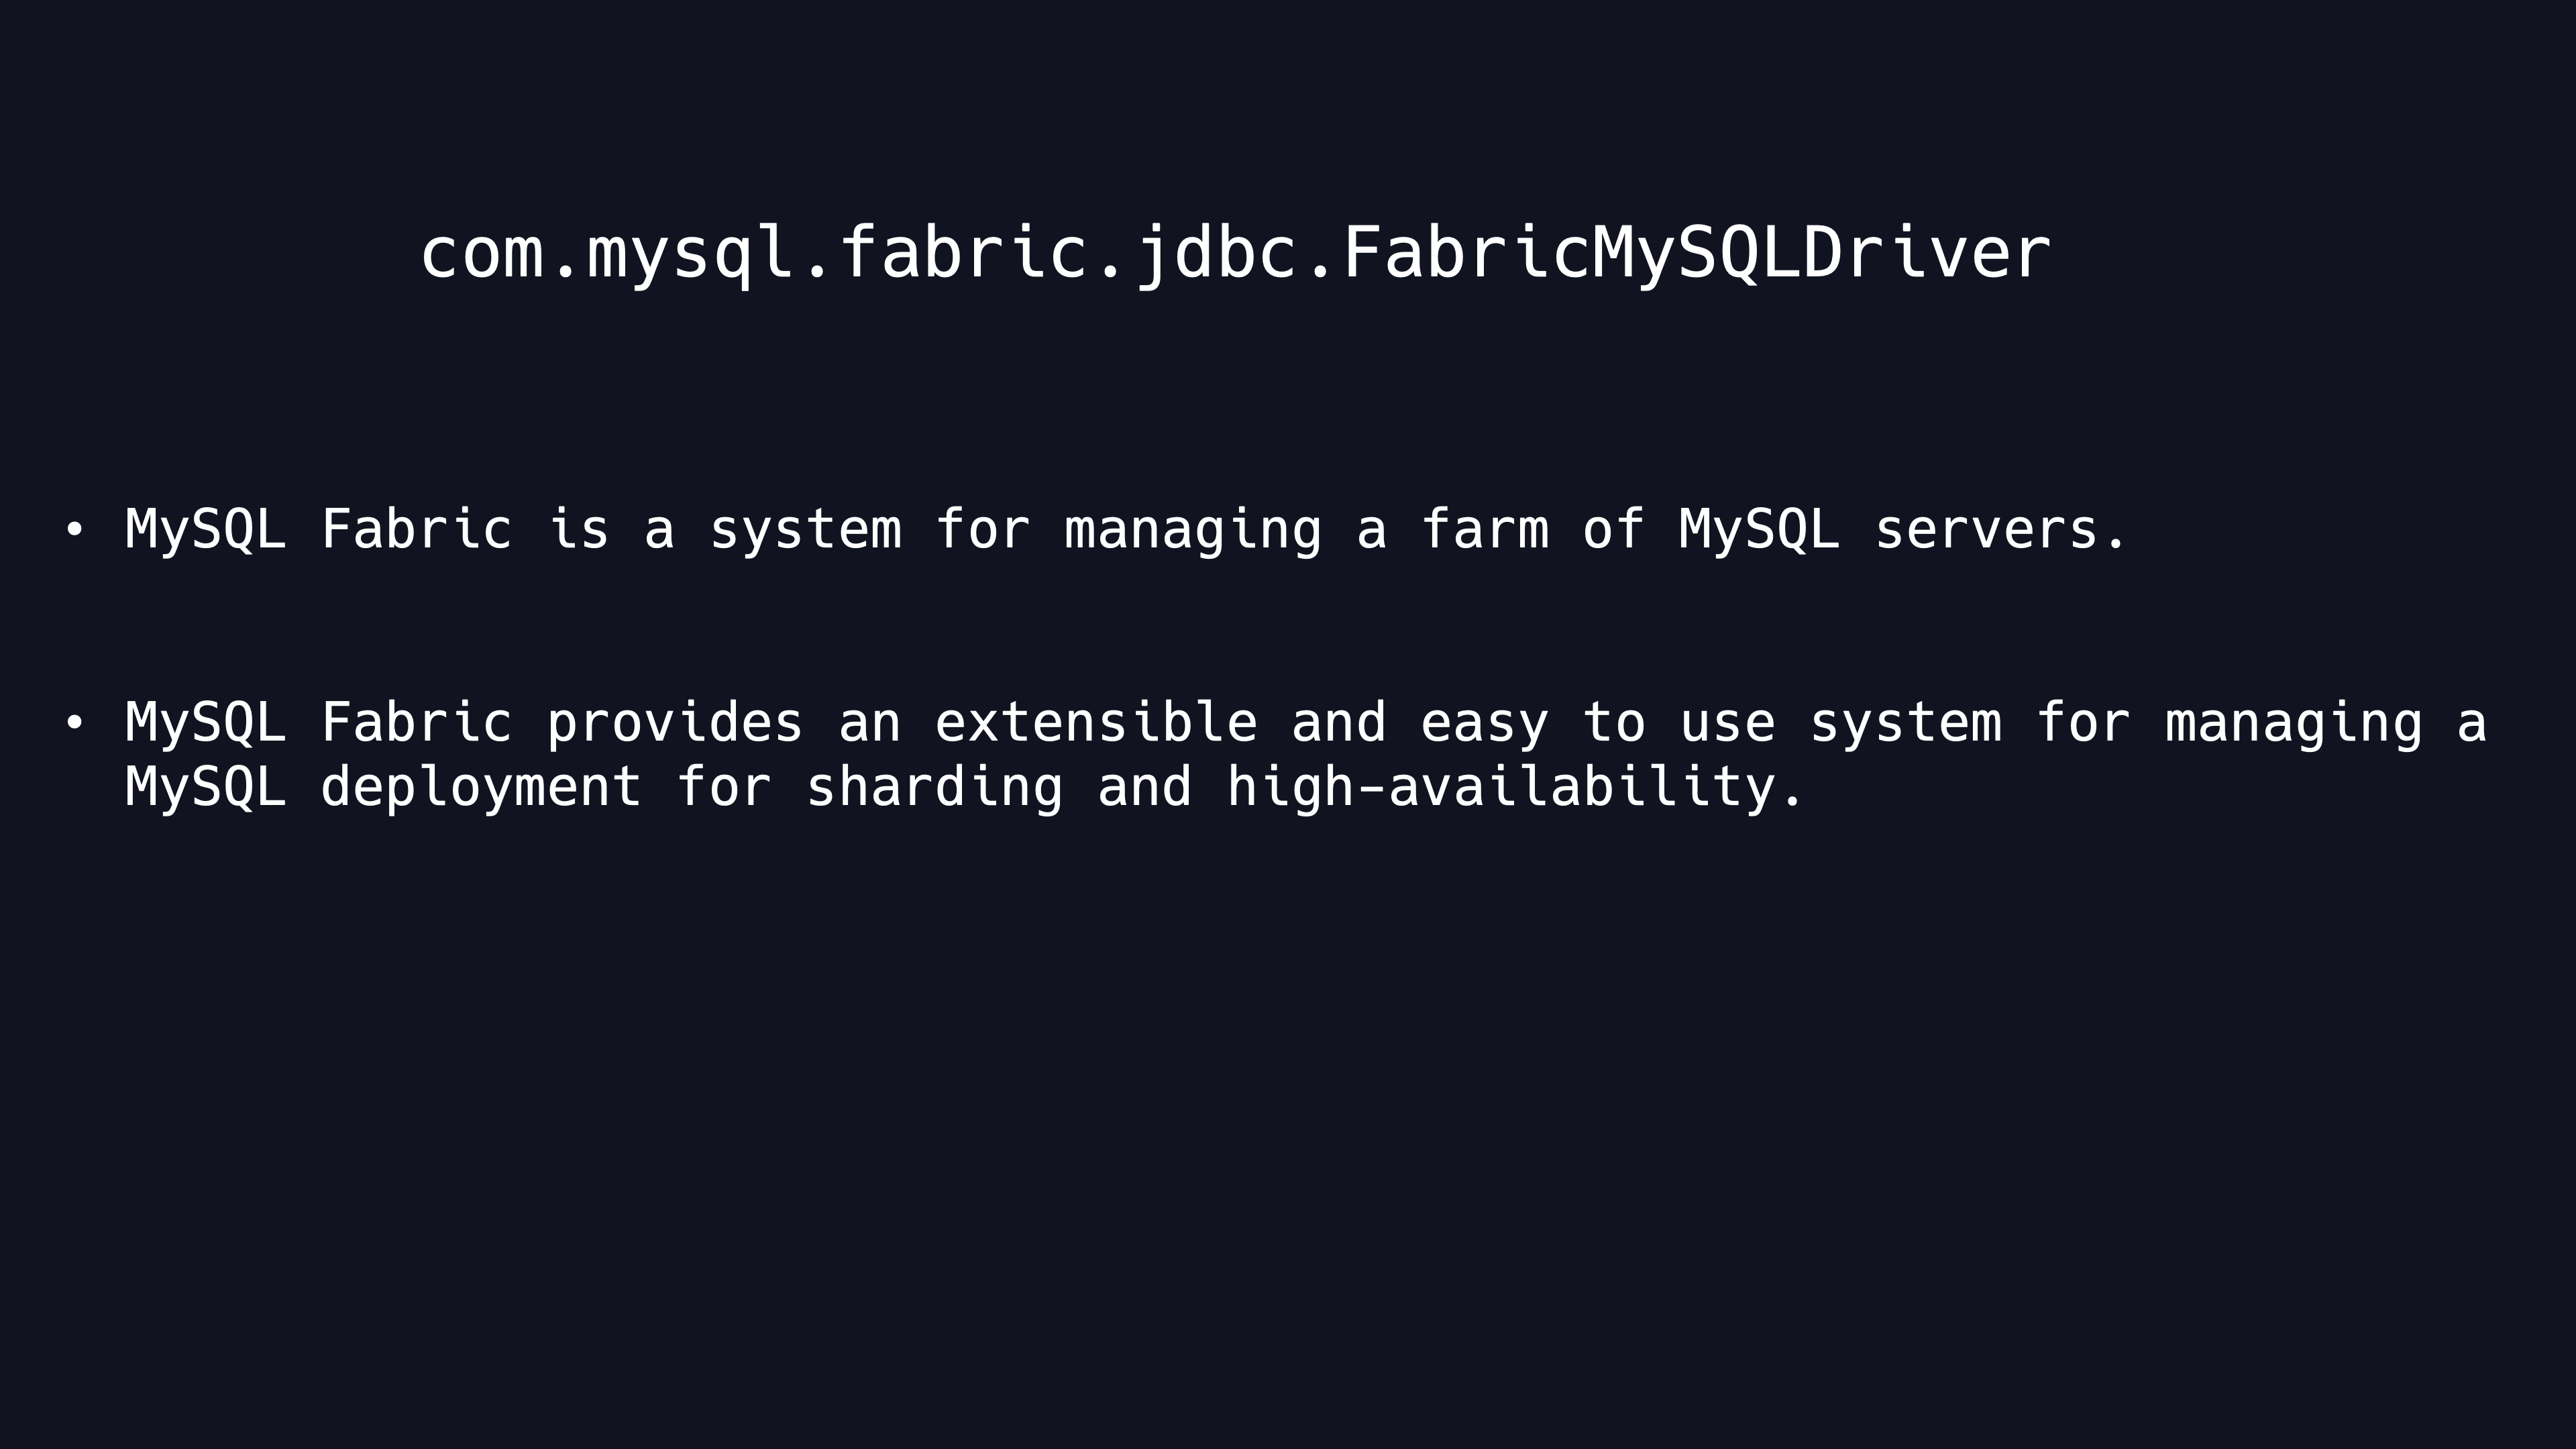 com.mysql.fabric.jdbc.FabricMySQLDriver
• MySQL Fabric is a system for managing a farm of MySQL servers.
• MySQL Fabric provides an extensible and easy to use system for managing a
MySQL deployment for sharding and high-availability.